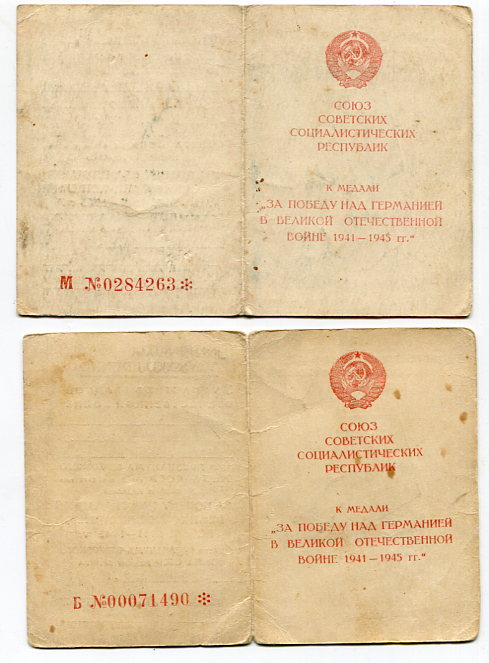 СОЮЗ
СОВЕТСКИХ
СОЦИАЛИСТИЧЕСКИХ
РЕСПУБЛИК
К МЕДАЛИ
„ЗА ПОБЕДУ НАД ГЕРМАНИЕЙ
В ВЕЛИКОЙ ОТЕЧЕСТВЕННОЙ
ВОЙНЕ 1941—1945 гг.“
М №0284263*
СОЮЗ
СОВЕТСКИХ
СОЦИАЛИСТИЧЕСКИХ
РЕСПУБЛИК
К МЕДАЛИ
„ЗА ПОБЕДУ НАД ГЕРМАНИЕЙ
В ВЕЛИКОЙ ОТЕЧЕСТВЕННОЙ
ВОЙНЕ 1941—1945 гг.“
Б №00071490 *